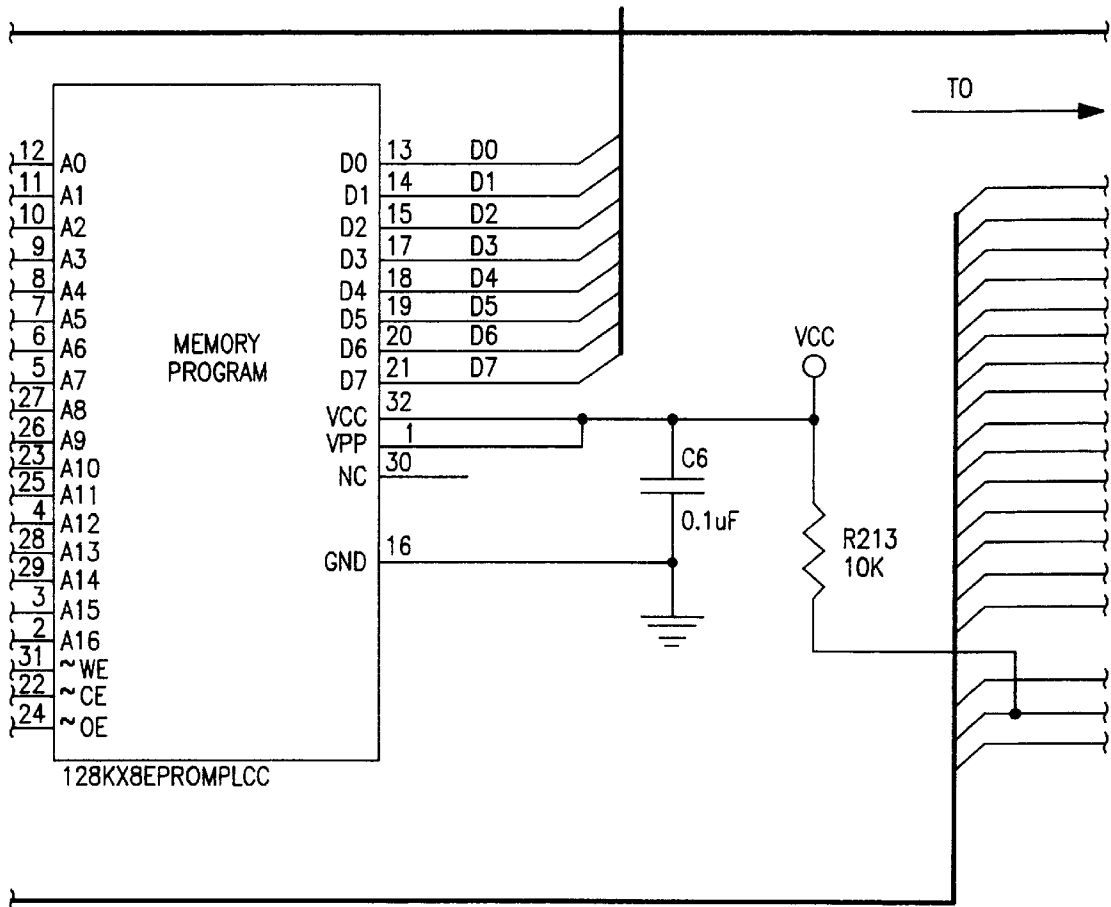 TO
12 A0 D0 13 D0
11 A1 D1 14 D1
10 A2 D2 15 D2
9 A3 D3 17 D3
8 A4 D4 18 D4
7 A5 D5 19 D5
6 A6 D6 20 D6
5 A7 D7 21 D7
27 A8 VCC 32
26 A9 VPP 1
23 A10 NC 30
25 A11
4 A12
28 A13 GND 16
29 A14
3 A15
2 A16
31 ~WE
22 ~CE
24 ~OE
MEMORY
PROGRAM
128KX8EPROMPLCC
VCC
C6
0.1uF
R213
10K